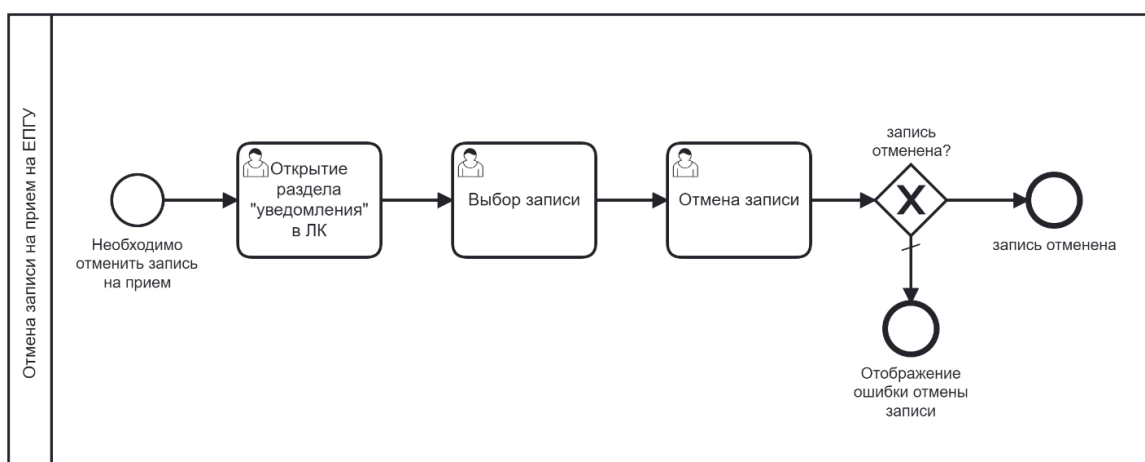 Отмена записи на прием на ЕПГУ
Необходимо
отменить запись
на прием
Открытие
раздела
"уведомления"
в ЛК
Выбор записи
Отмена записи
запись
отменена?
X
запись отменена
Отображение
ошибки отмены
записи